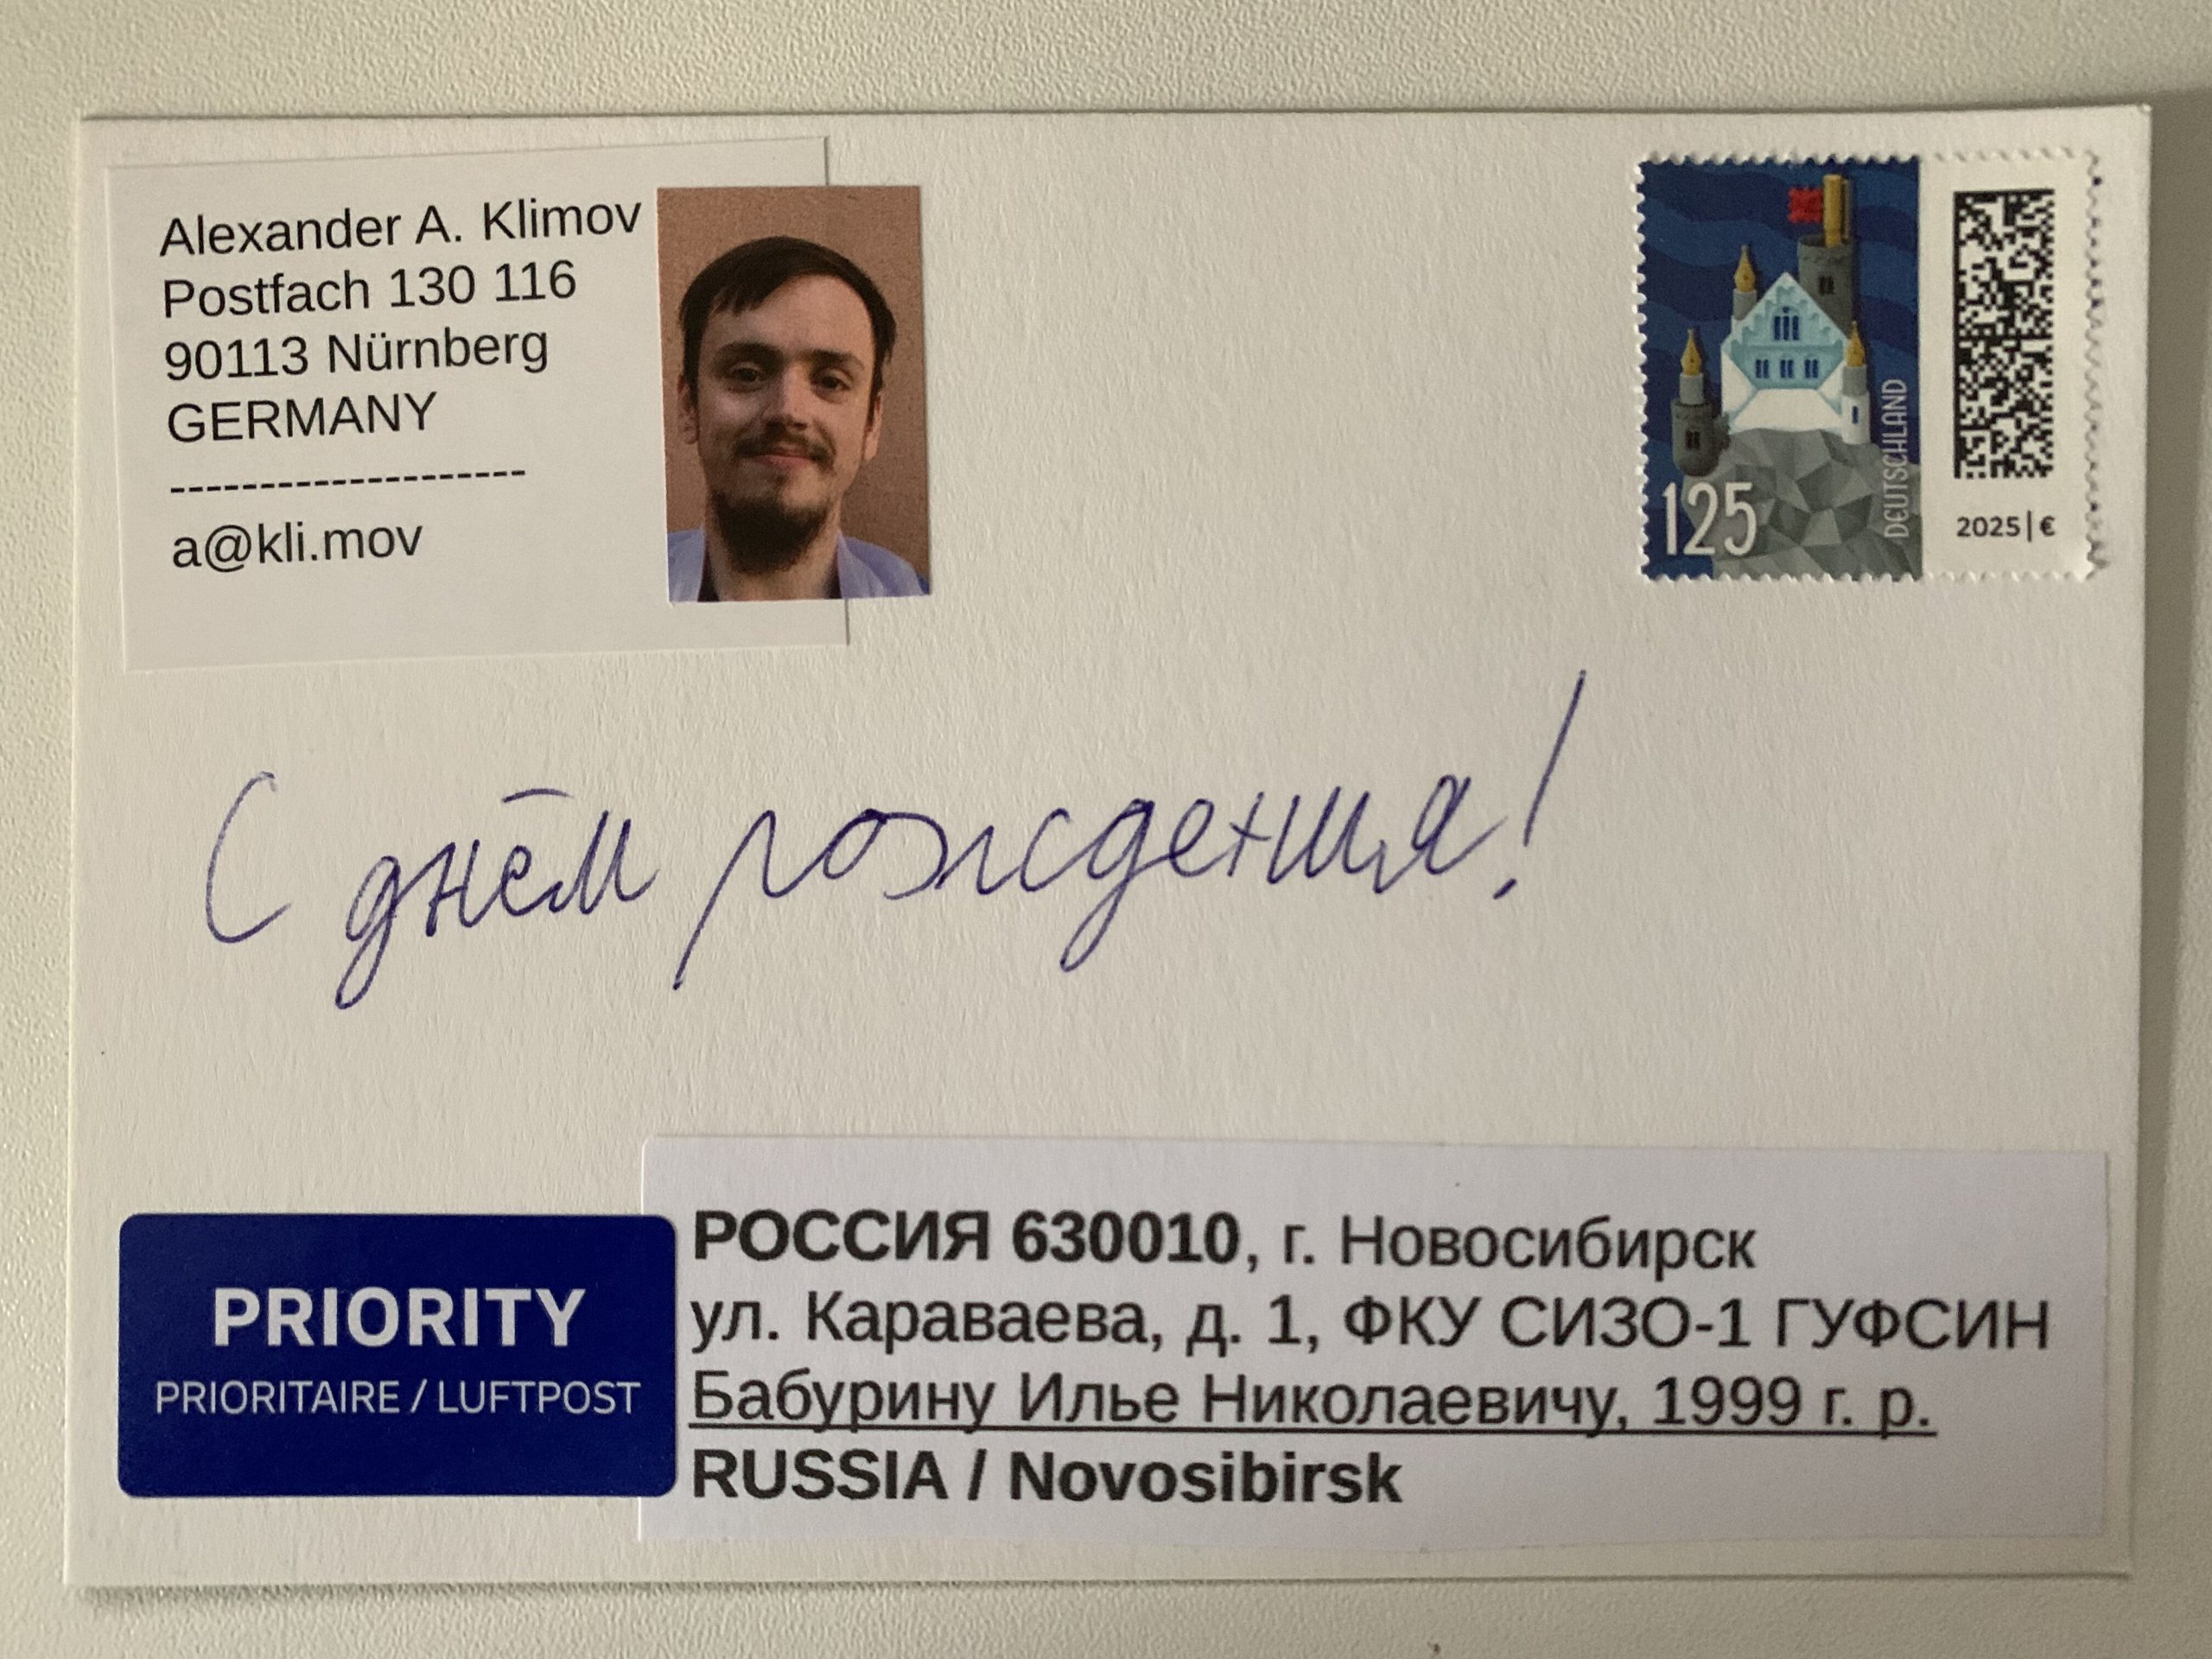 Alexander A. Klimov
Postfach 130 116
90113 Nürnberg
GERMANY
--------------------
a@kli.mov
125
DEUTSCHLAND
2025|€
С днём рождения!
PRIORITY
PRIORITAIRE / LUFTPOST
РОССИЯ 630010, г. Новосибирск
ул. Караваева, д. 1, ФКУ СИЗО-1 ГУФСИН
Бабурину Илье Николаевичу, 1999 г. р.
RUSSIA / Novosibirsk